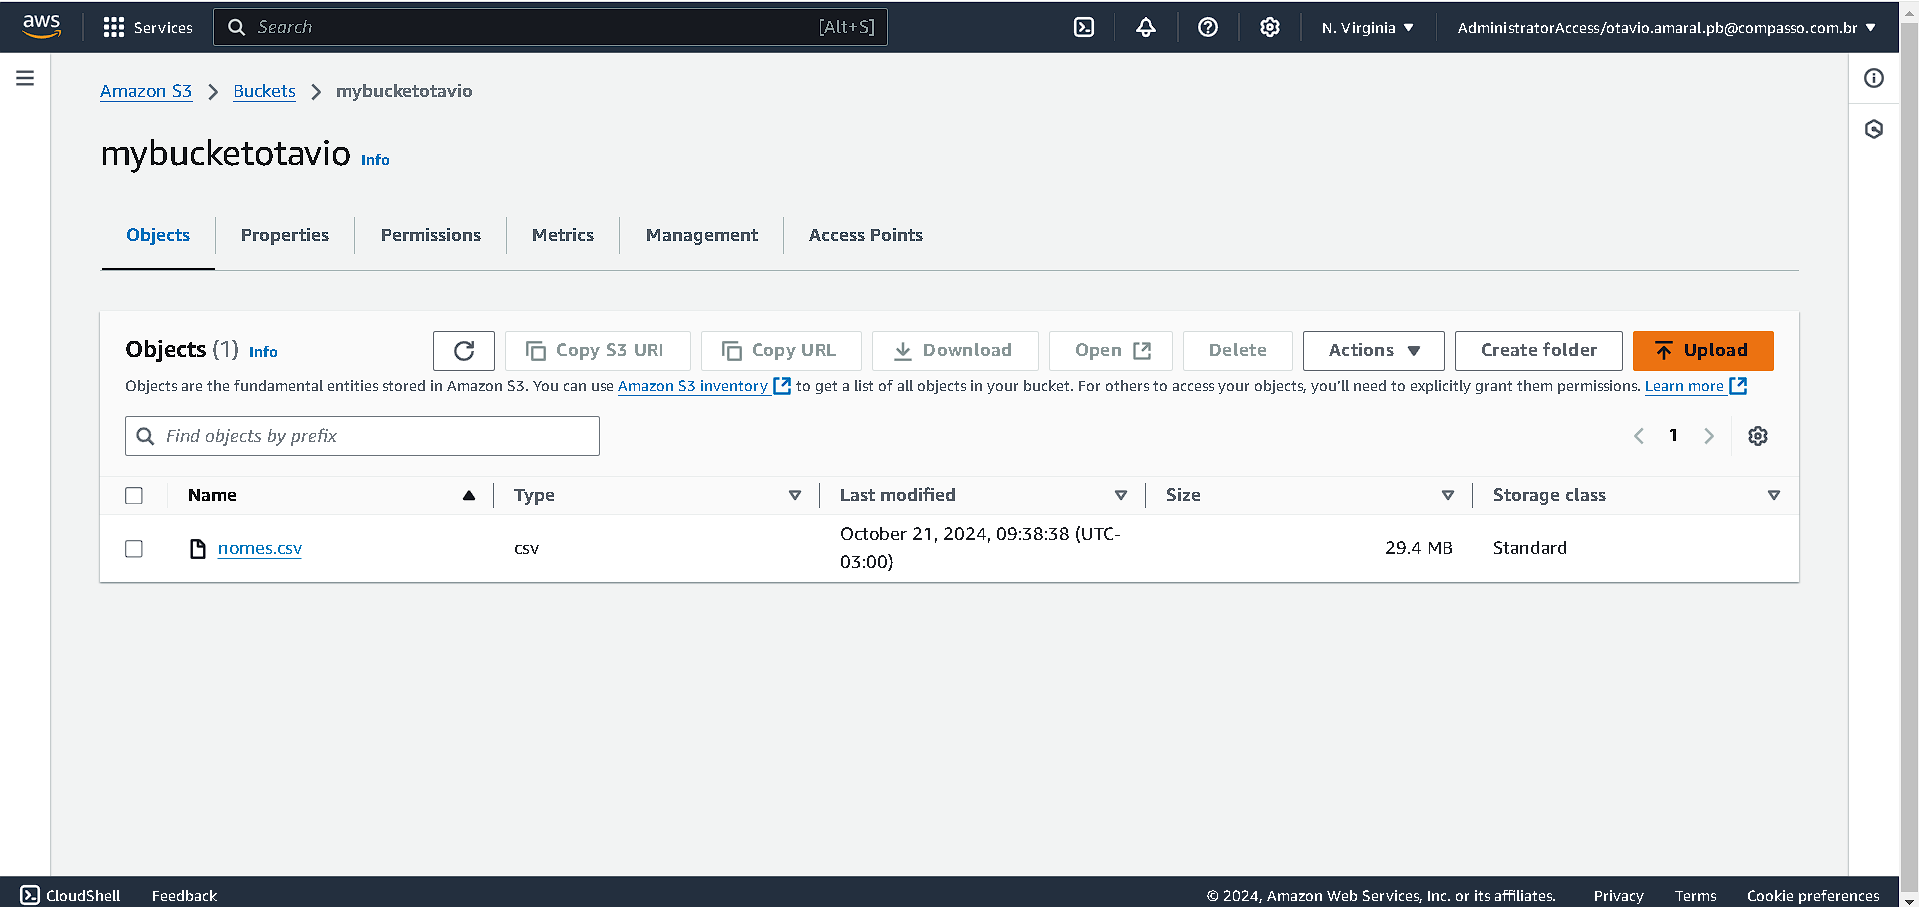 aws Services Search [Alt+S] N. Virginia AdministratorAccess/otavio.amaral.pb@compasso.com.br
Amazon S3 Buckets mybucketotavio
mybucketotavio Info
Objects Properties Permissions Metrics Management Access Points
Objects (1) Info Copy S3 URI Copy URL Download Open Delete Actions Create folder Upload
Objects are the fundamental entities stored in Amazon S3. You can use Amazon S3 inventory to get a list of all objects in your bucket. For others to access your objects, you'll need to explicitly grant them permissions. Learn more
Find objects by prefix 1
Name Type Last modified Size Storage class
nomes.csv csv October 21, 2024, 09:38:38 (UTC-
03:00) 29.4 MB Standard
CloudShell Feedback © 2024, Amazon Web Services, Inc. or its affiliates. Privacy Terms Cookie preferences